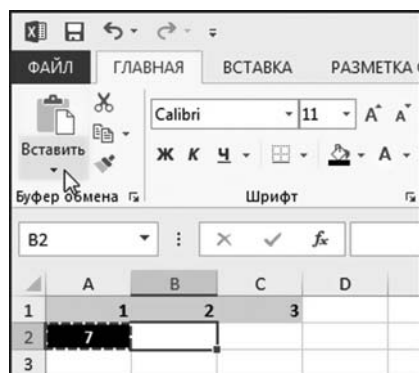 ФАЙЛ ГЛАВНАЯ ВСТАВКА РАЗМЕТКА
Calibri 11 A A
Вставить
Ж К Ч А
Буфер обмена Шрифт
B2 fx
A B C D
1 1 2 3
2 7
3